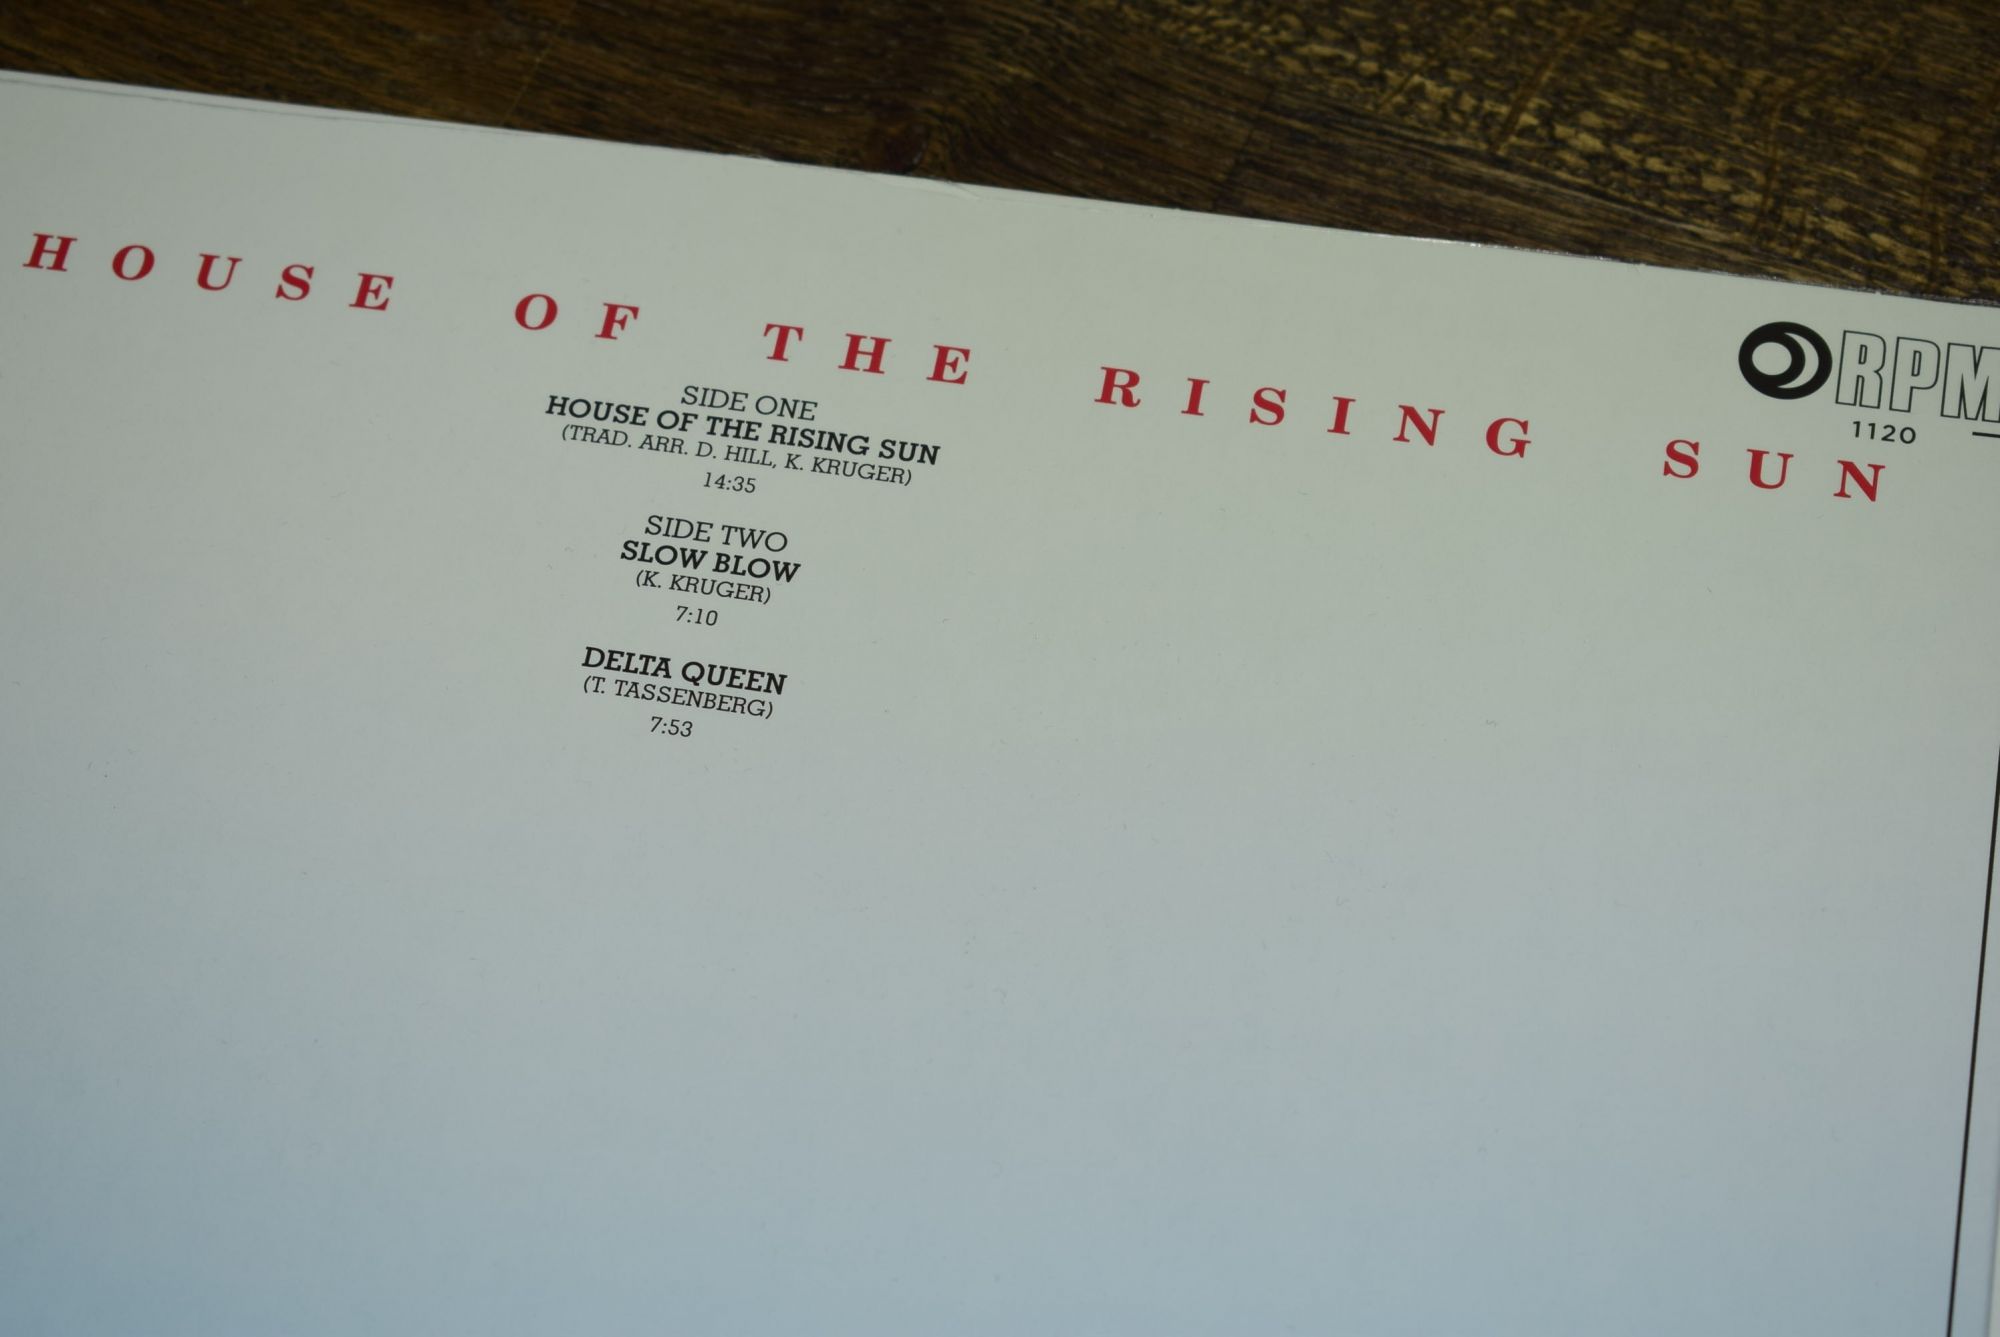 HOUSE OF THE RISING SUN
RPM
1120
SIDE ONE
HOUSE OF THE RISING SUN
(TRAD. ARR. D. HILL, K. KRUGER)
14:35
SIDE TWO
SLOW BLOW
(K. KRUGER)
7:10
DELTA QUEEN
(T. TASSENBERG)
7:53